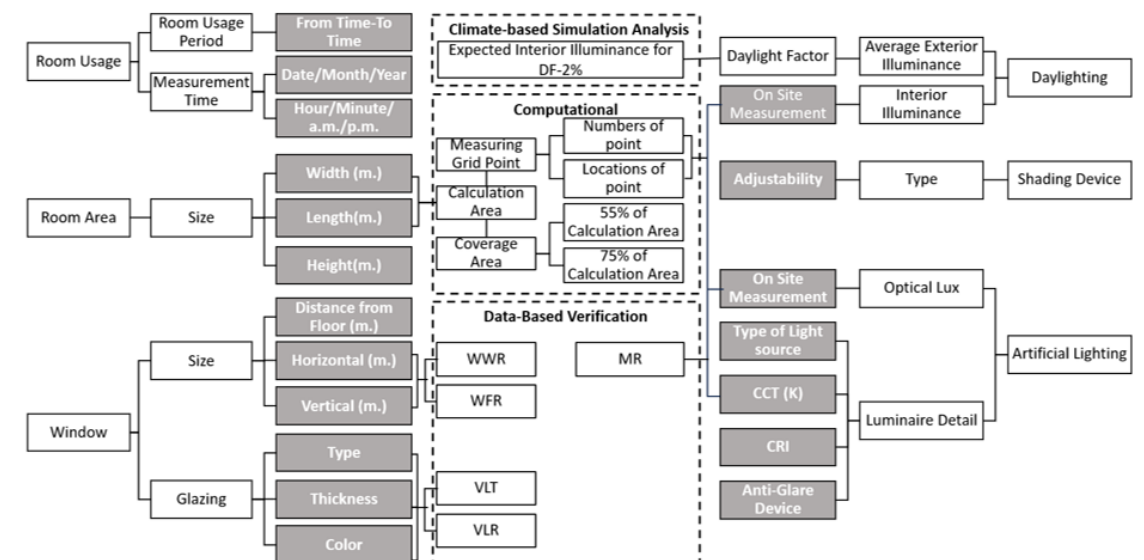 Room Usage
Room Usage
Period
From Time-To
Time
Measurement
Time
Date/Month/Year
Hour/Minute/
a.m./p.m.
Room Area
Size
Width (m.)
Length(m.)
Height(m.)
Window
Size
Distance from
Floor (m.)
Horizontal (m.)
Vertical (m.)
Glazing
Type
Thickness
Color
Climate-based Simulation Analysis
Expected Interior Illuminance for
DF-2%
Computational
Measuring
Grid Point
Numbers of
point
Locations of
point
Calculation
Area
Coverage
Area
55% of
Calculation Area
75% of
Calculation Area
Data-Based Verification
WWR
MR
WFR
VLT
VLR
Daylight Factor
Average Exterior
Illuminance
On Site
Measurement
Interior
Illuminance
Daylighting
Adjustability
Type
Shading Device
On Site
Measurement
Optical Lux
Type of Light
source
CCT (K)
CRI
Anti-Glare
Device
Luminaire Detail
Artificial Lighting